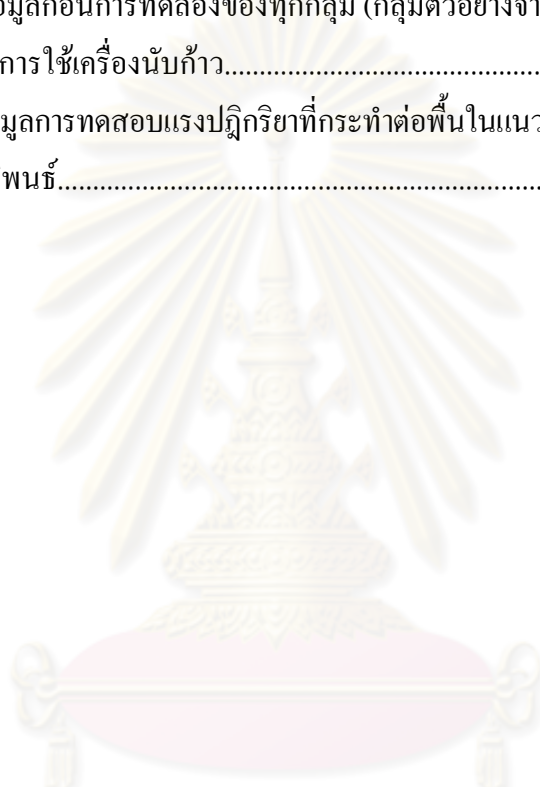 อมูลก่อนการทดลองของทุกกลุ่ม (กลุ่มตัวอย่างจำ
การใช้เครื่องนับก้าว..............................................
มูลการทดสอบแรงปฏิกริยาที่กระทำต่อพื้นในแนว
พนธ์....................................................................